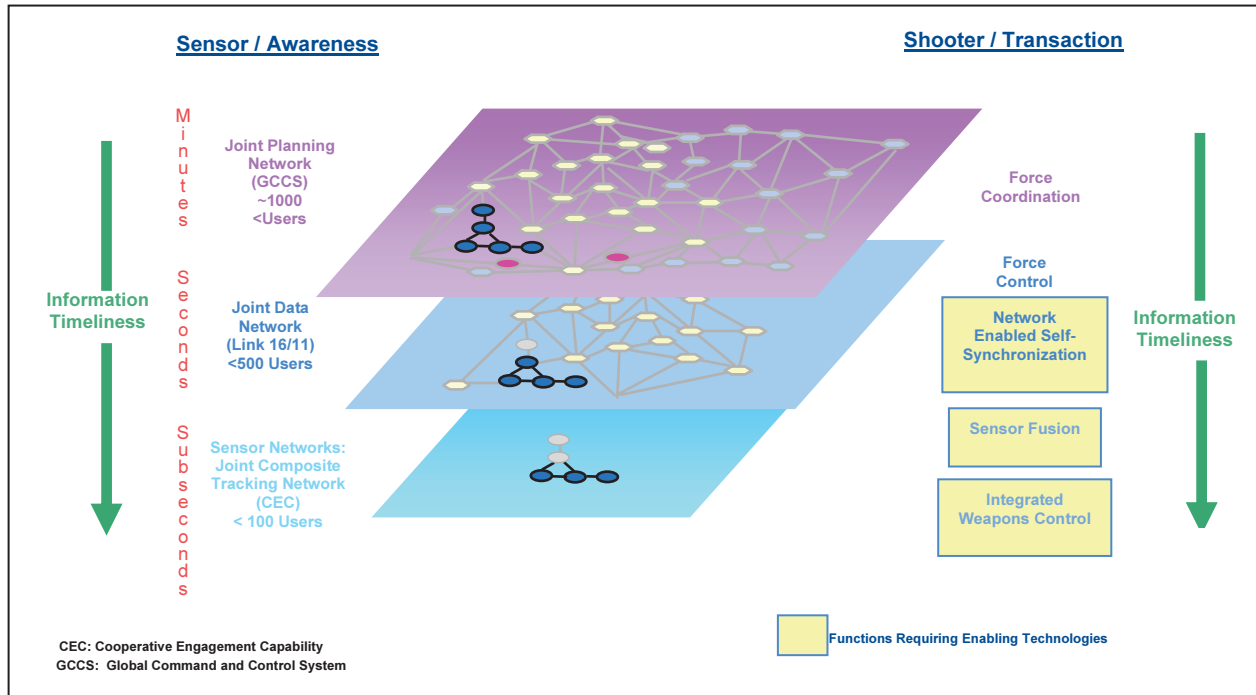 Sensor / Awareness
Shooter / Transaction
Minutes
Joint Planning
Network
(GCCS)
~1000
<Users
Force
Coordination
Information
Timeliness
Seconds
Joint Data
Network
(Link 16/11)
<500 Users
Force
Control
Network
Enabled Self-
Synchronization
Information
Timeliness
Subseconds
Sensor Networks:
Joint Composite
Tracking Network
(CEC)
< 100 Users
Sensor Fusion
Integrated
Weapons Control
CEC: Cooperative Engagement Capability
GCCS: Global Command and Control System
Functions Requiring Enabling Technologies